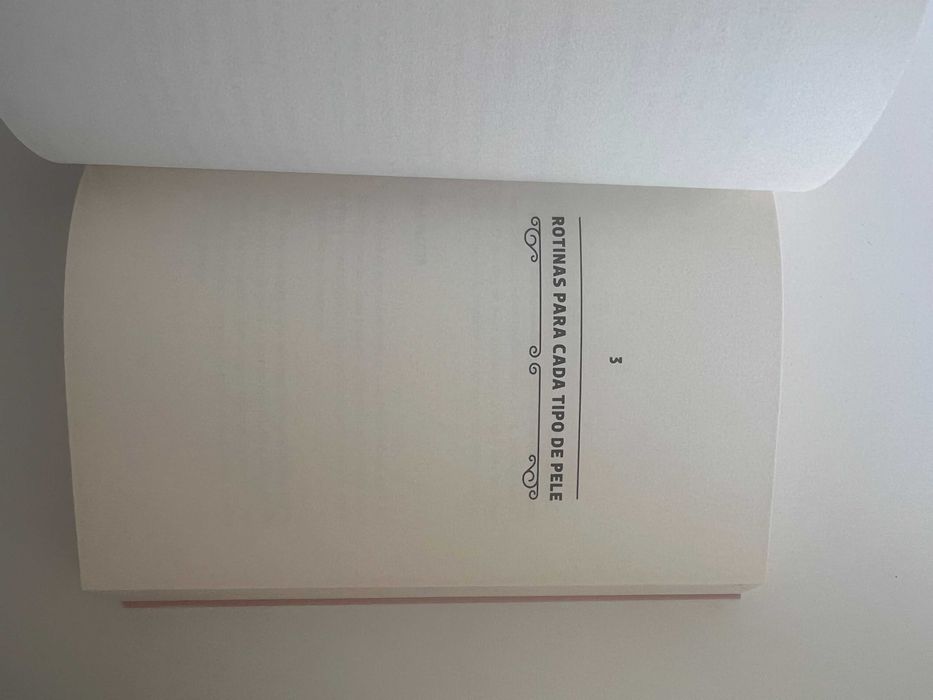 3
ROTINAS PARA CADA TIPO DE PELE